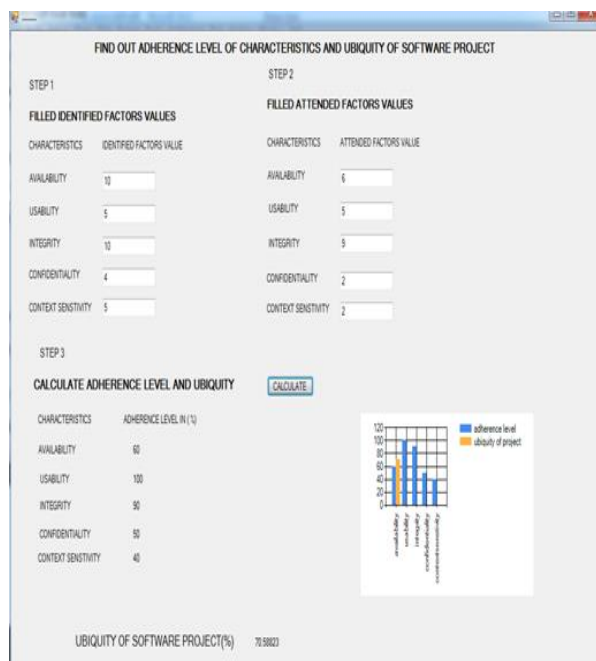 FIND OUT ADHERENCE LEVEL OF CHARACTERISTICS AND UBIQUITY OF SOFTWARE PROJECT
STEP 1
FILLED IDENTIFIED FACTORS VALUES
CHARACTERISTICS IDENTIFIED FACTORS VALUE
AVAILABILITY 10
USABILITY 5
INTEGRITY 10
CONFIDENTIALITY 4
CONTEXT SENSTIVITY 5
STEP 2
FILLED ATTENDED FACTORS VALUES
CHARACTERISTICS ATTENDED FACTORS VALUE
AVAILABILITY 6
USABILITY 5
INTEGRITY 9
CONFIDENTIALITY 2
CONTEXT SENSTIVITY 2
STEP 3
CALCULATE ADHERENCE LEVEL AND UBIQUITY CALCULATE
CHARACTERISTICS ADHERENCE LEVEL IN (%)
AVAILABILITY 60
USABILITY 100
INTEGRITY 90
CONFIDENTIALITY 50
CONTEXT SENSTIVITY 40
120
100
80
60
40
20
0
availability
usability
integrity
confidentiality
adherence level
ubiquity of project
UBIQUITY OF SOFTWARE PROJECT(%) 70.58823